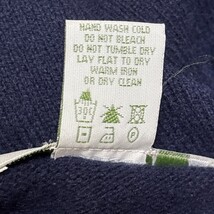 HAND WASH COLD
DO NOT BLEACH
DO NOT TUMBLE DRY
LAY FLAT TO DRY
WARM IRON
OR DRY CLEAN
30C
P